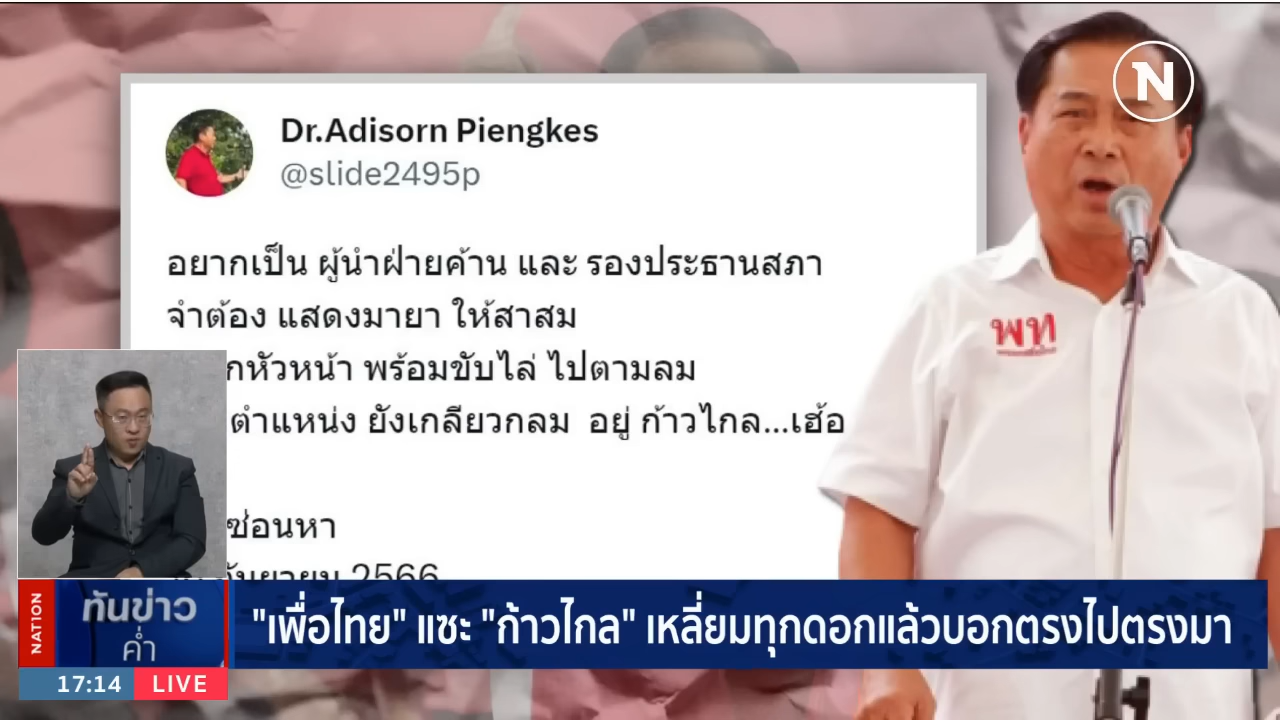 N
Dr.Adisorn Piengkes
@slide2495p
อยากเป็น ผู้นำฝ่ายค้าน และ รองประธานสภา
จำต้อง แสดงมายา ให้สาสม
หัวหน้า พร้อมขับไล่ ไปตามลม
ตำแหน่ง ยังเกลียวกลม อยู่ ก้าวไกล...เฮ้อ
ซ่อนหา
กันยายน 2566
พท
NATION
ทันข่าว
ค่ำ
"เพื่อไทย" แซะ "ก้าวไกล" เหลี่ยมทุกดอกแล้วบอกตรงไปตรงมา
17:14 LIVE